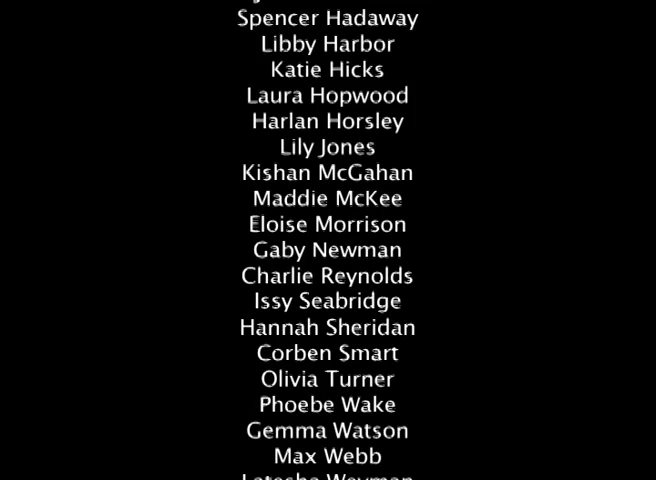 Spencer Hadaway
Libby Harbor
Katie Hicks
Laura Hopwood
Harlan Horsley
Lily Jones
Kishan McGahan
Maddie McKee
Eloise Morrison
Gaby Newman
Charlie Reynolds
Issy Seabridge
Hannah Sheridan
Corben Smart
Olivia Turner
Phoebe Wake
Gemma Watson
Max Webb